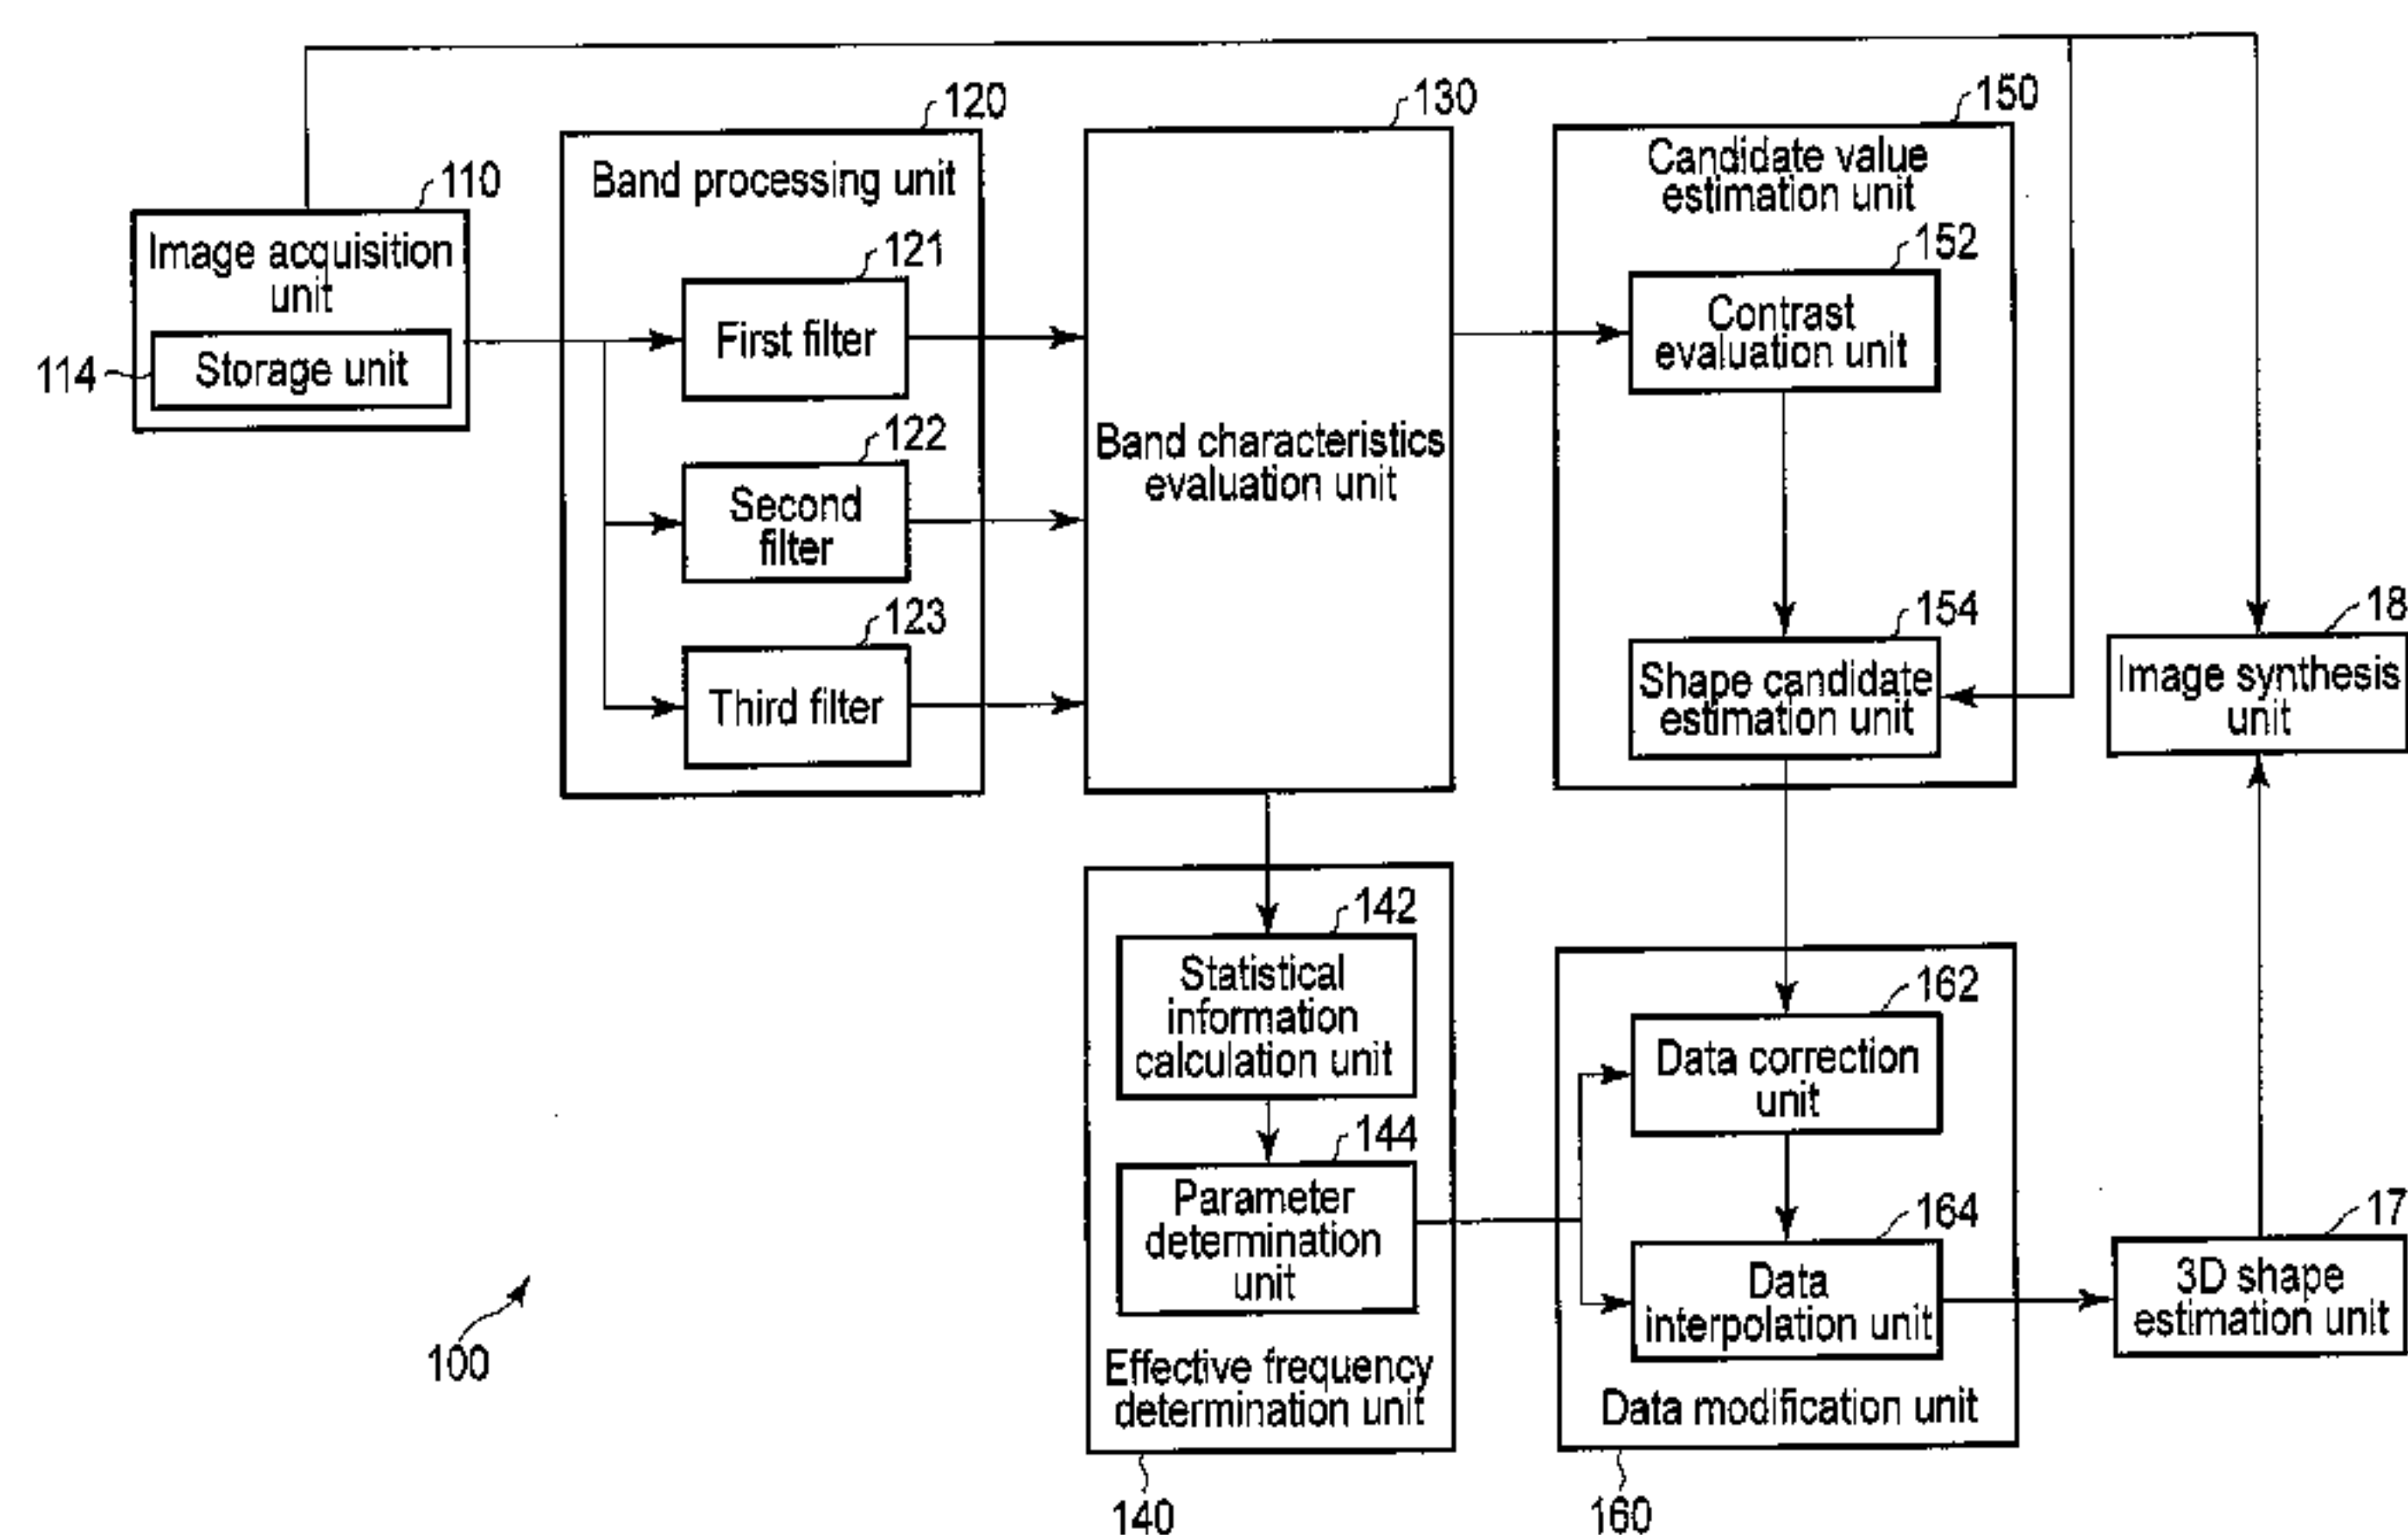 120
130
150
Band processing unit
Candidate value
estimation unit
110
Image acquisition
unit
114
Storage unit
121
First filter
122
Second
filter
123
Third filter
Band characteristics
evaluation unit
152
Contrast
evaluation unit
154
Shape candidate
estimation unit
18
Image synthesis
unit
142
Statistical
information
calculation unit
144
Parameter
determination
unit
Effective frequency
determination unit
140
162
Data correction
unit
164
Data
interpolation unit
Data modification unit
160
17
3D shape
estimation unit
100